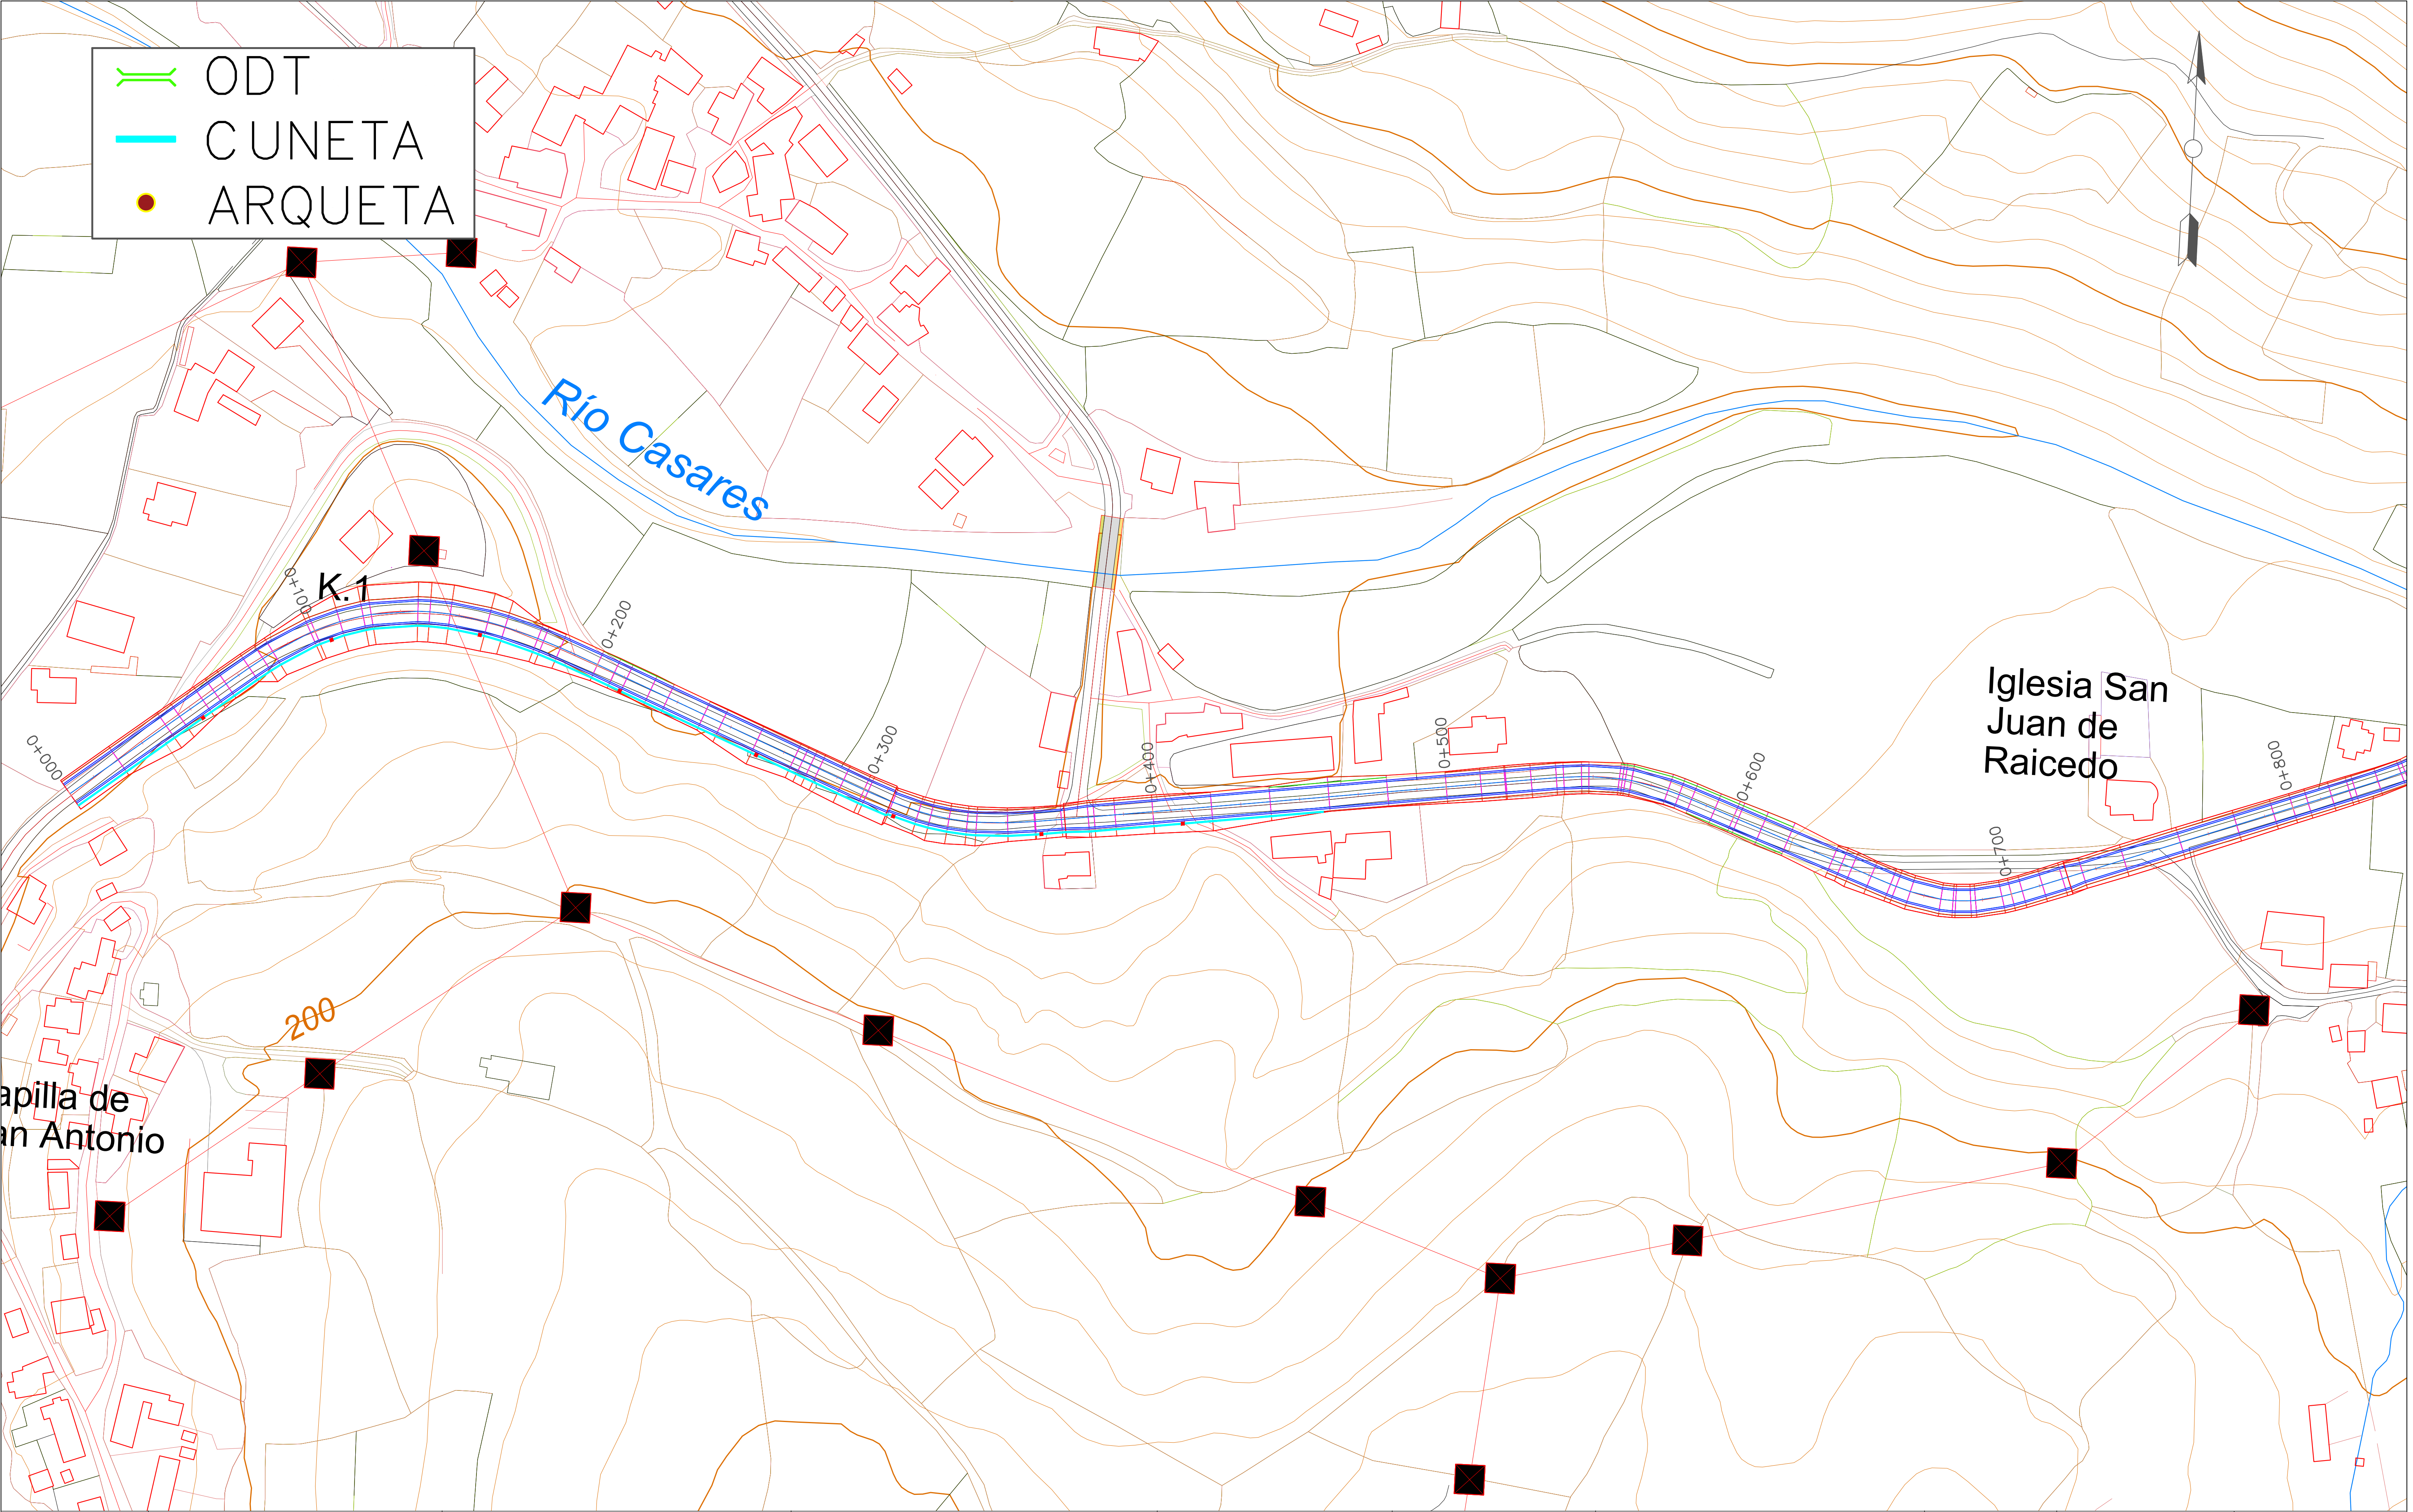 ODT
CUNETA
ARQUETA
Río Casares
K.1
0+000
0+100
0+200
0+300
0+400
0+500
0+600
0+700
0+800
Iglesia San
Juan de
Raicedo
200
apilla de
an Antonio